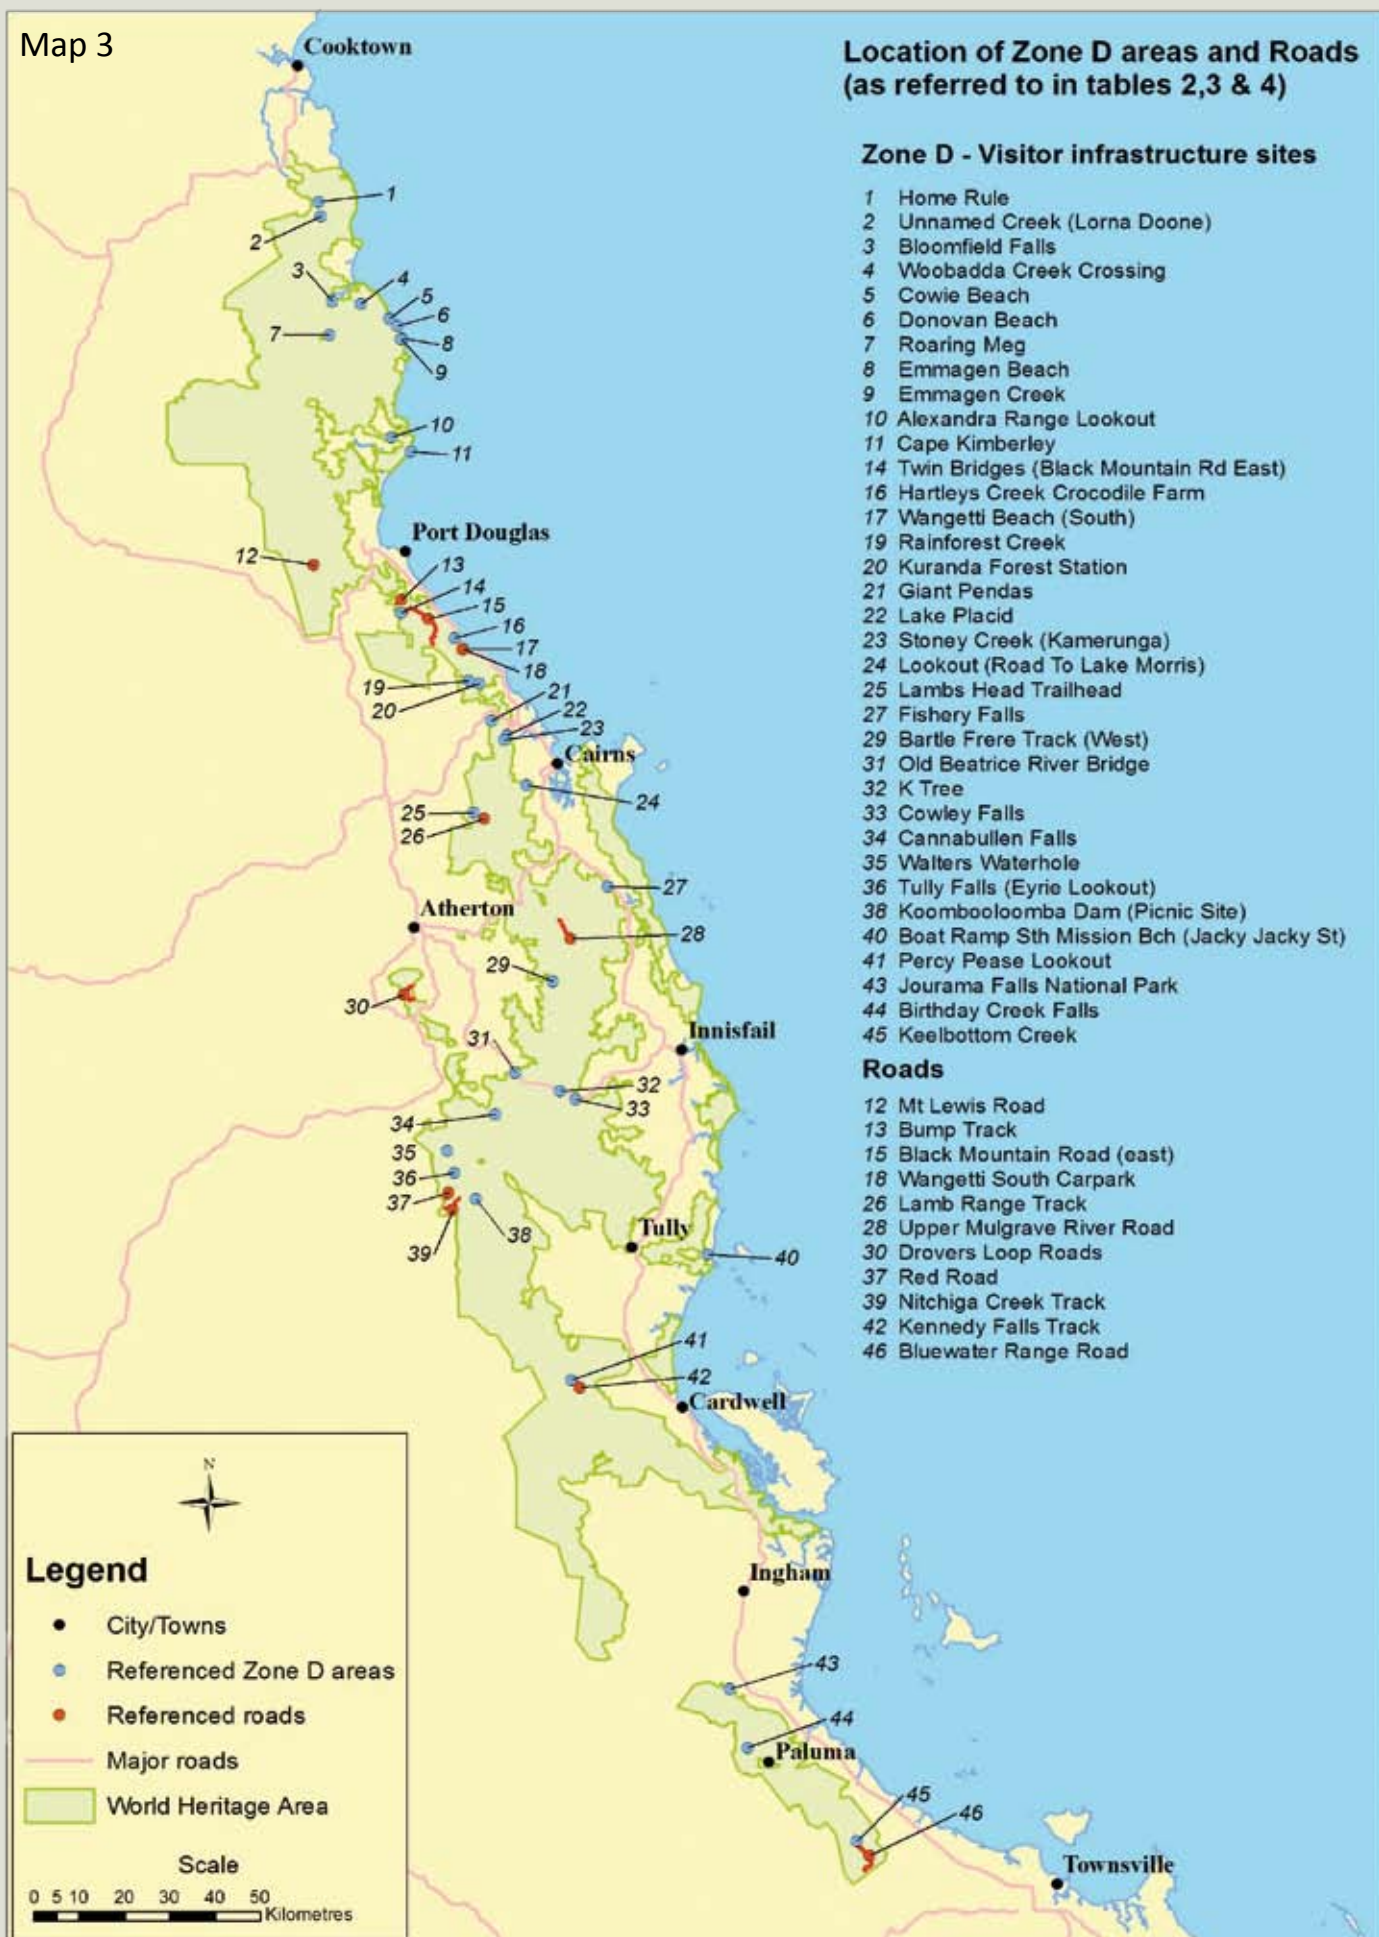 Map 3
Location of Zone D areas and Roads
(as referred to in tables 2,3 & 4)
Zone D - Visitor infrastructure sites
1 Home Rule
2 Unnamed Creek (Lorna Doone)
3 Bloomfield Falls
4 Woobadda Creek Crossing
5 Cowie Beach
6 Donovan Beach
7 Roaring Meg
8 Emmagen Beach
9 Emmagen Creek
10 Alexandra Range Lookout
11 Cape Kimberley
14 Twin Bridges (Black Mountain Rd East)
16 Hartleys Creek Crocodile Farm
17 Wangetti Beach (South)
19 Rainforest Creek
20 Kuranda Forest Station
21 Giant Pendas
22 Lake Placid
23 Stoney Creek (Kamerunga)
24 Lookout (Road To Lake Morris)
25 Lambs Head Trailhead
27 Fishery Falls
29 Bartle Frere Track (West)
31 Old Beatrice River Bridge
32 K Tree
33 Cowley Falls
34 Cannabullen Falls
35 Walters Waterhole
36 Tully Falls (Eyrie Lookout)
38 Koombooloomba Dam (Picnic Site)
40 Boat Ramp Sth Mission Bch (Jacky Jacky St)
41 Percy Pease Lookout
43 Jourama Falls National Park
44 Birthday Creek Falls
45 Keelbottom Creek
Roads
12 Mt Lewis Road
13 Bump Track
15 Black Mountain Road (east)
18 Wangetti South Carpark
26 Lamb Range Track
28 Upper Mulgrave River Road
30 Drovers Loop Roads
37 Red Road
39 Nitchiga Creek Track
42 Kennedy Falls Track
46 Bluewater Range Road
Cooktown
1
2
3
4
5
6
7
8
9
10
11
Port Douglas
12
13
14
15
16
17
18
19
20
21
22
23
Cairns
24
25
26
27
Atherton
28
29
30
Innisfail
31
32
33
34
35
36
37
38
39
Tully
40
41
42
Cardwell
Ingham
43
44
Paluma
45
46
Townsville
N
Legend
City/Towns
Referenced Zone D areas
Referenced roads
Major roads
World Heritage Area
Scale
0 5 10 20 30 40 50
Kilometres